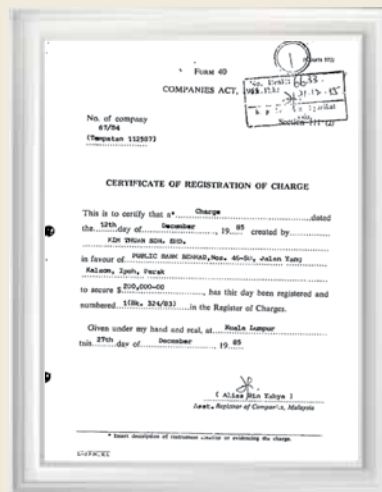 FORM 40
COMPANIES ACT, 1965
No. of company
67/84
(Tempatan 112507)
CERTIFICATE OF REGISTRATION OF CHARGE
This is to certify that a* Charge dated
the 12th day of December, 19 85 created by
KIM THUAN SDN. BHD.
in favour of PUBLIC BANK BERHAD, Nos. 46-50, Jalan Yang
Kalsom, Ipoh, Perak
to secure $200,000-00, has this day been registered and
numbered 1(Bk. 324/03) in the Register of Charges.
Given under my hand and seal, at Kuala Lumpur
this 27th day of December 19 85
( Alias Bin Yahya )
Asst. Registrar of Companies, Malaysia
* Insert description of instrument creating or evidencing the charge.